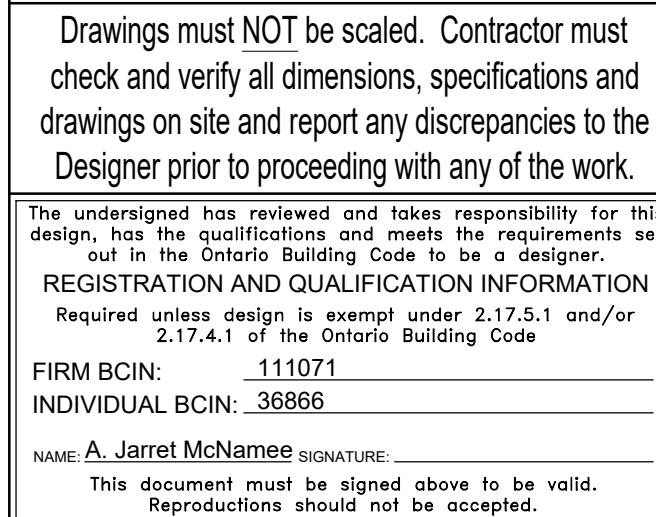 Drawings must NOT be scaled. Contractor must
check and verify all dimensions, specifications and
drawings on site and report any discrepancies to the
Designer prior to proceeding with any of the work.
The undersigned has reviewed and takes responsibility for this
design, has the qualifications and meets the requirements se
out in the Ontario Building Code to be a designer.
REGISTRATION AND QUALIFICATION INFORMATION
Required unless design is exempt under 2.17.5.1 and/or
2.17.4.1 of the Ontario Building Code
FIRM BCIN: 111071
INDIVIDUAL BCIN: 36866
NAME: A. Jarret McNamee SIGNATURE:
This document must be signed above to be valid.
Reproductions should not be accepted.